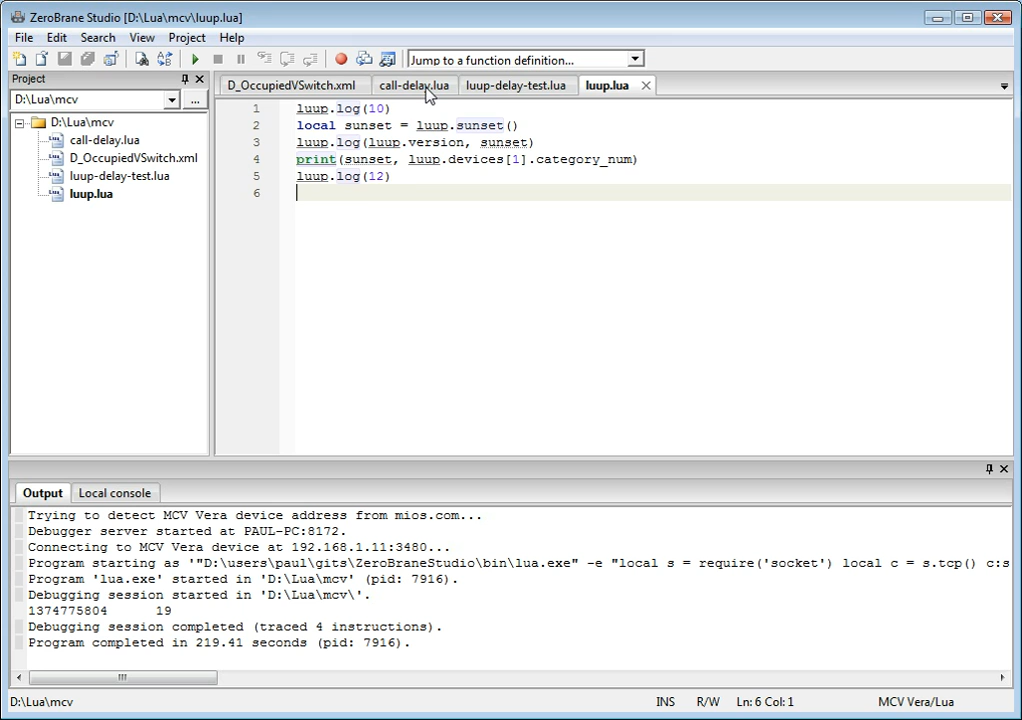 ZeroBrane Studio [D:\Lua\mcv\luup.lua]
File Edit Search View Project Help
Jump to a function definition...
Project
D:\Lua\mcv ...
D:\Lua\mcv
call-delay.lua
D_OccupiedVSwitch.xml
luup-delay-test.lua
luup.lua
D_OccupiedVSwitch.xml call-delay.lua luup-delay-test.lua luup.lua
1 luup.log(10)
2 local sunset = luup.sunset()
3 luup.log(luup.version, sunset)
4 print(sunset, luup.devices[1].category_num)
5 luup.log(12)
6
Output Local console
Trying to detect MCV Vera device address from mios.com...
Debugger server started at PAUL-PC:8172.
Connecting to MCV Vera device at 192.168.1.11:3480...
Program starting as '"D:\users\paul\gits\ZeroBraneStudio\bin\lua.exe" -e "local s = require('socket') local c = s.tcp() c:s
Program 'lua.exe' started in 'D:\Lua\mcv' (pid: 7916).
Debugging session started in 'D:\Lua\mcv\'.
1374775804 19
Debugging session completed (traced 4 instructions).
Program completed in 219.41 seconds (pid: 7916).
D:\Lua\mcv INS R/W Ln: 6 Col: 1 MCV Vera/Lua